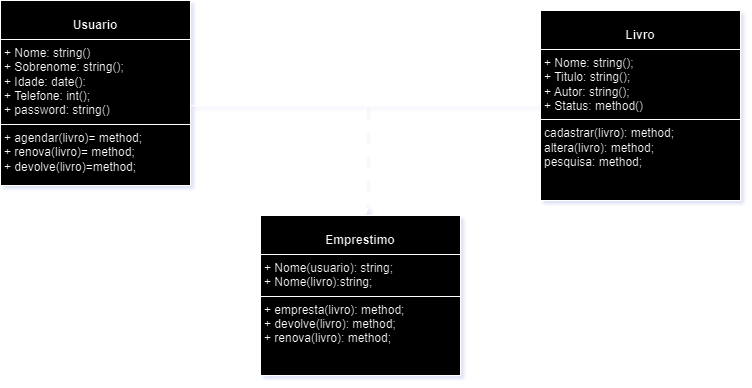 Usuario
+ Nome: string()
+ Sobrenome: string();
+ Idade: date():
+ Telefone: int();
+ password: string()
+ agendar(livro)= method;
+ renova(livro)= method;
+ devolve(livro)=method;
Livro
+ Nome: string();
+ Titulo: string();
+ Autor: string();
+ Status: method()
cadastrar(livro): method;
altera(livro): method;
pesquisa: method;
Emprestimo
+ Nome(usuario): string;
+ Nome(livro):string;
+ empresta(livro): method;
+ devolve(livro): method;
+ renova(livro): method;